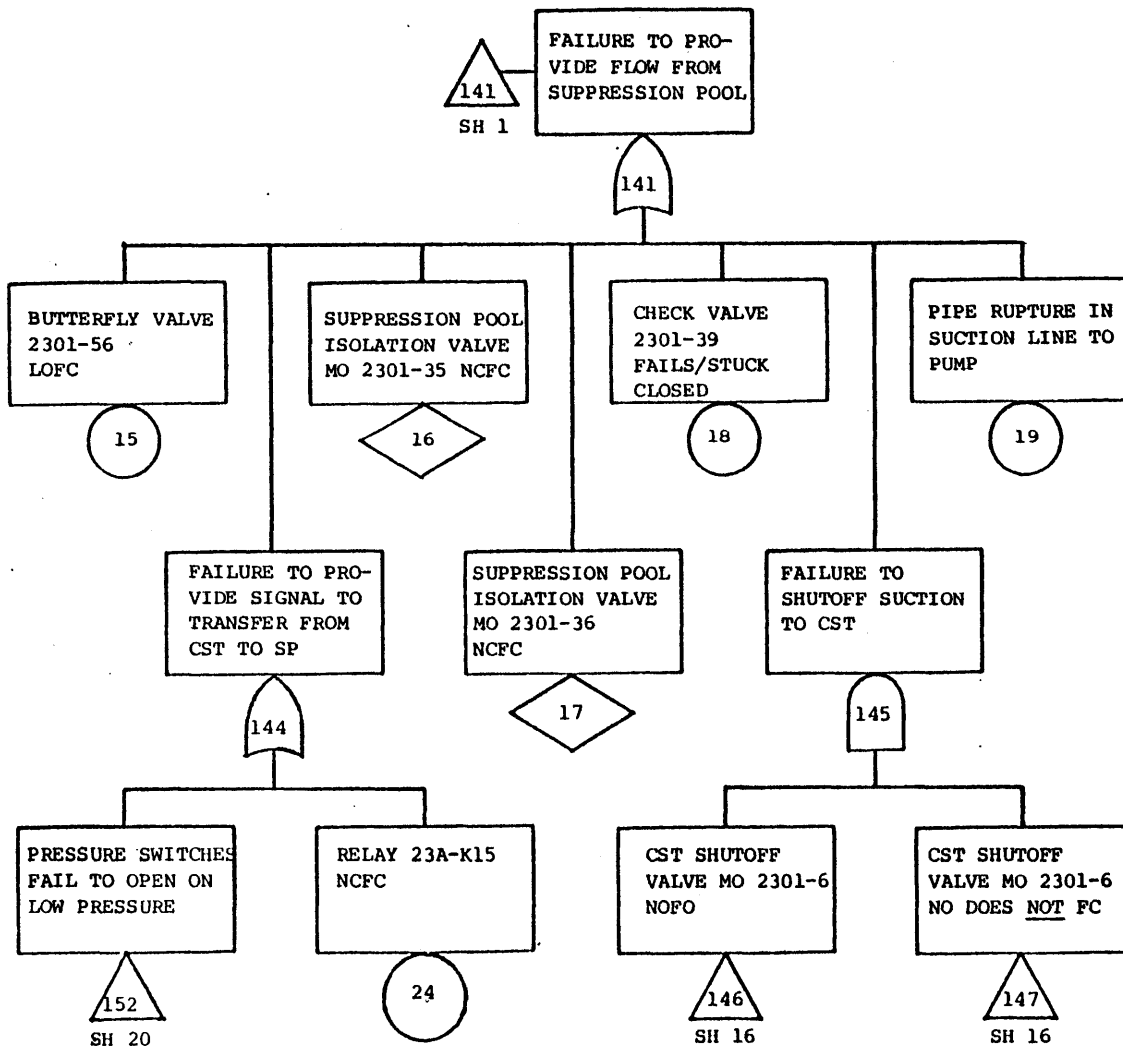 FAILURE TO PRO-
VIDE FLOW FROM
SUPPRESSION POOL
141
SH 1
141
BUTTERFLY VALVE
2301-56
LOFC
15
SUPPRESSION POOL
ISOLATION VALVE
MO 2301-35 NCFC
16
CHECK VALVE
2301-39
FAILS/STUCK
CLOSED
18
PIPE RUPTURE IN
SUCTION LINE TO
PUMP
19
FAILURE TO PRO-
VIDE SIGNAL TO
TRANSFER FROM
CST TO SP
144
SUPPRESSION POOL
ISOLATION VALVE
MO 2301-36
NCFC
17
FAILURE TO
SHUTOFF SUCTION
TO CST
145
PRESSURE SWITCHES
FAIL TO OPEN ON
LOW PRESSURE
152
SH 20
RELAY 23A-K15
NCFC
24
CST SHUTOFF
VALVE MO 2301-6
NOFO
146
SH 16
CST SHUTOFF
VALVE MO 2301-6
NO DOES NOT FC
147
SH 16